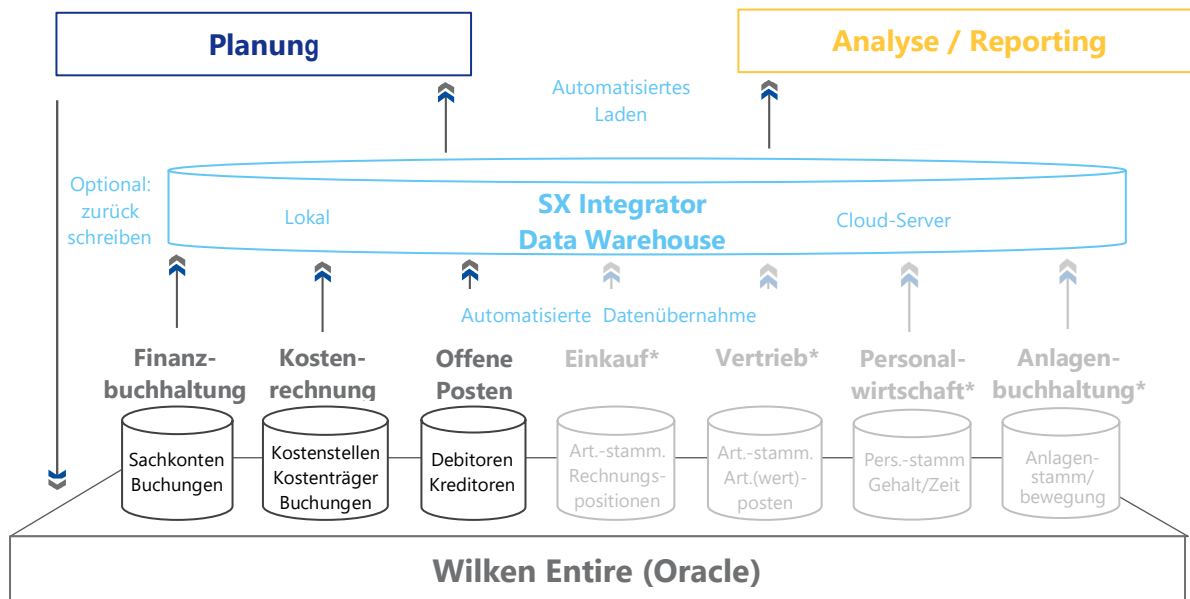 Planung
Analyse / Reporting
Automatisiertes
Laden
Optional:
zurück
schreiben
Lokal
SX Integrator
Data Warehouse
Cloud-Server
Automatisierte Datenübernahme
Finanz-
buchhaltung
Kosten-
rechnung
Offene
Posten
Einkauf*
Vertrieb*
Personal-
wirtschaft*
Anlagen-
buchhaltung*
Sachkonten
Buchungen
Kostenstellen
Kostenträger
Buchungen
Debitoren
Kreditoren
Art.-stamm.
Rechnungs-
positionen
Art.-stamm.
Art.(wert)-
posten
Pers.-stamm
Gehalt/Zeit
Anlagen-
stamm/
bewegung
Wilken Entire (Oracle)